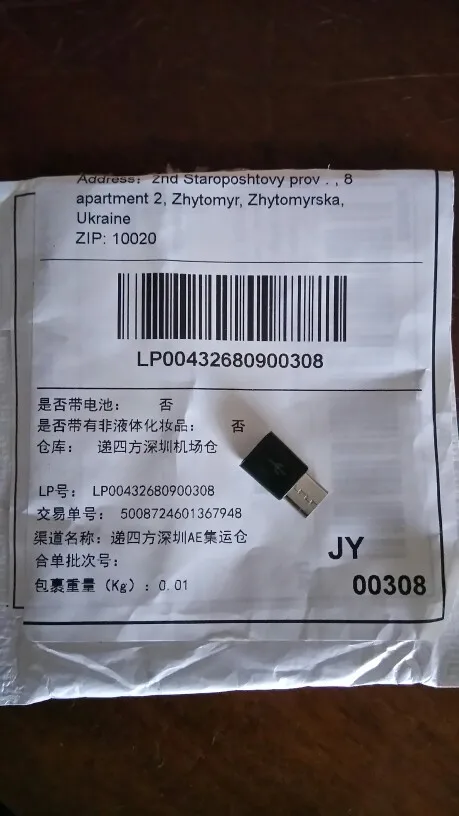 Address: 2nd Staroposhtovy prov . , 8
apartment 2, Zhytomyr, Zhytomyrska,
Ukraine
ZIP: 10020
LP00432680900308
是否带电池： 否
是否带有非液体化妆品： 否
仓库： 递四方深圳机场仓
LP号： LP00432680900308
交易单号： 5008724601367948
渠道名称：递四方深圳AE集运仓
合单批次号：
包裹重量（Kg）：0.01
JY
00308